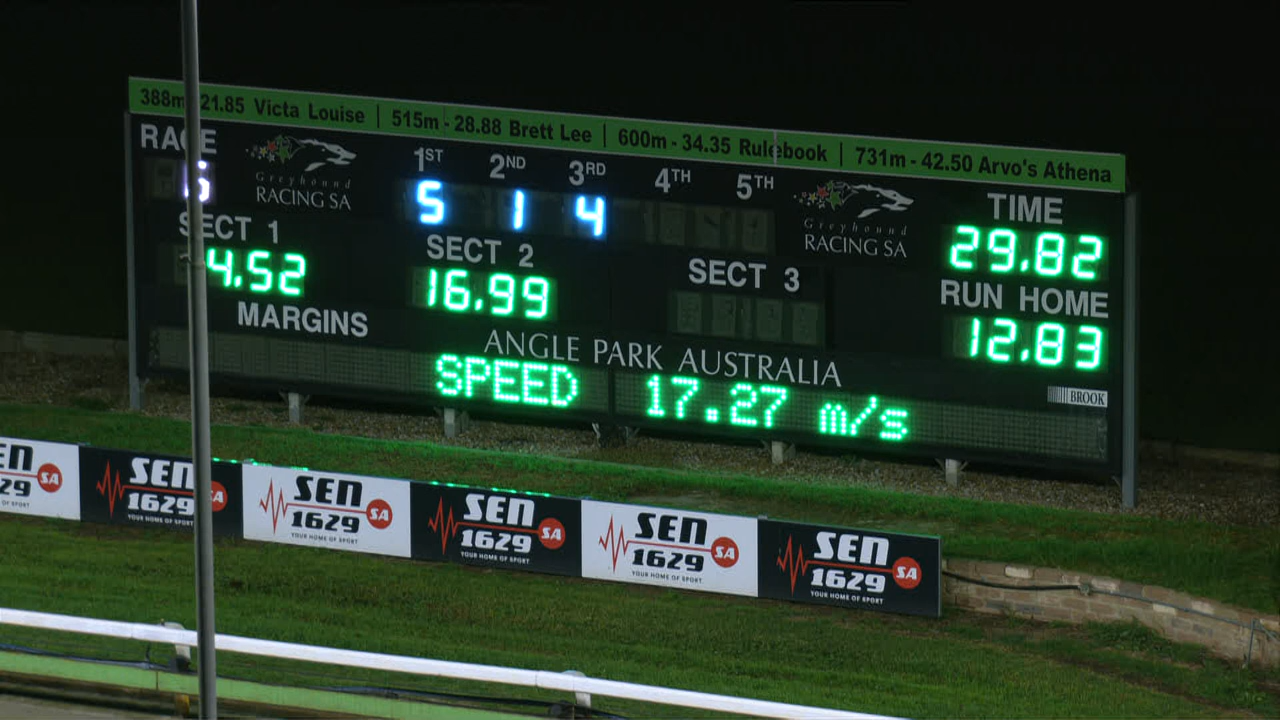 388m 21.85 Victa Louise | 515m - 28.88 Brett Lee | 600m - 34.35 Rulebook | 731m - 42.50 Arvo's Athena
RACE
6
Greyhound
RACING SA
1ST 2ND 3RD 4TH 5TH
5 1 4
Greyhound
RACING SA
TIME
29.82
SECT 1
4.52
SECT 2
16.99
SECT 3
RUN HOME
12.83
MARGINS
ANGLE PARK AUSTRALIA
SPEED 17.27 m/s
BROOK
EN
29 SA
OF SPORT
SEN
1629 SA
YOUR HOME OF
SEN
1629 SA
YOUR HOME OF SPORT
SEN
1629 SA
YOUR HOME OF SPORT
SEN
1629 SA
YOUR HOME OF SPORT
SEN
1629 SA
YOUR HOME OF SPORT